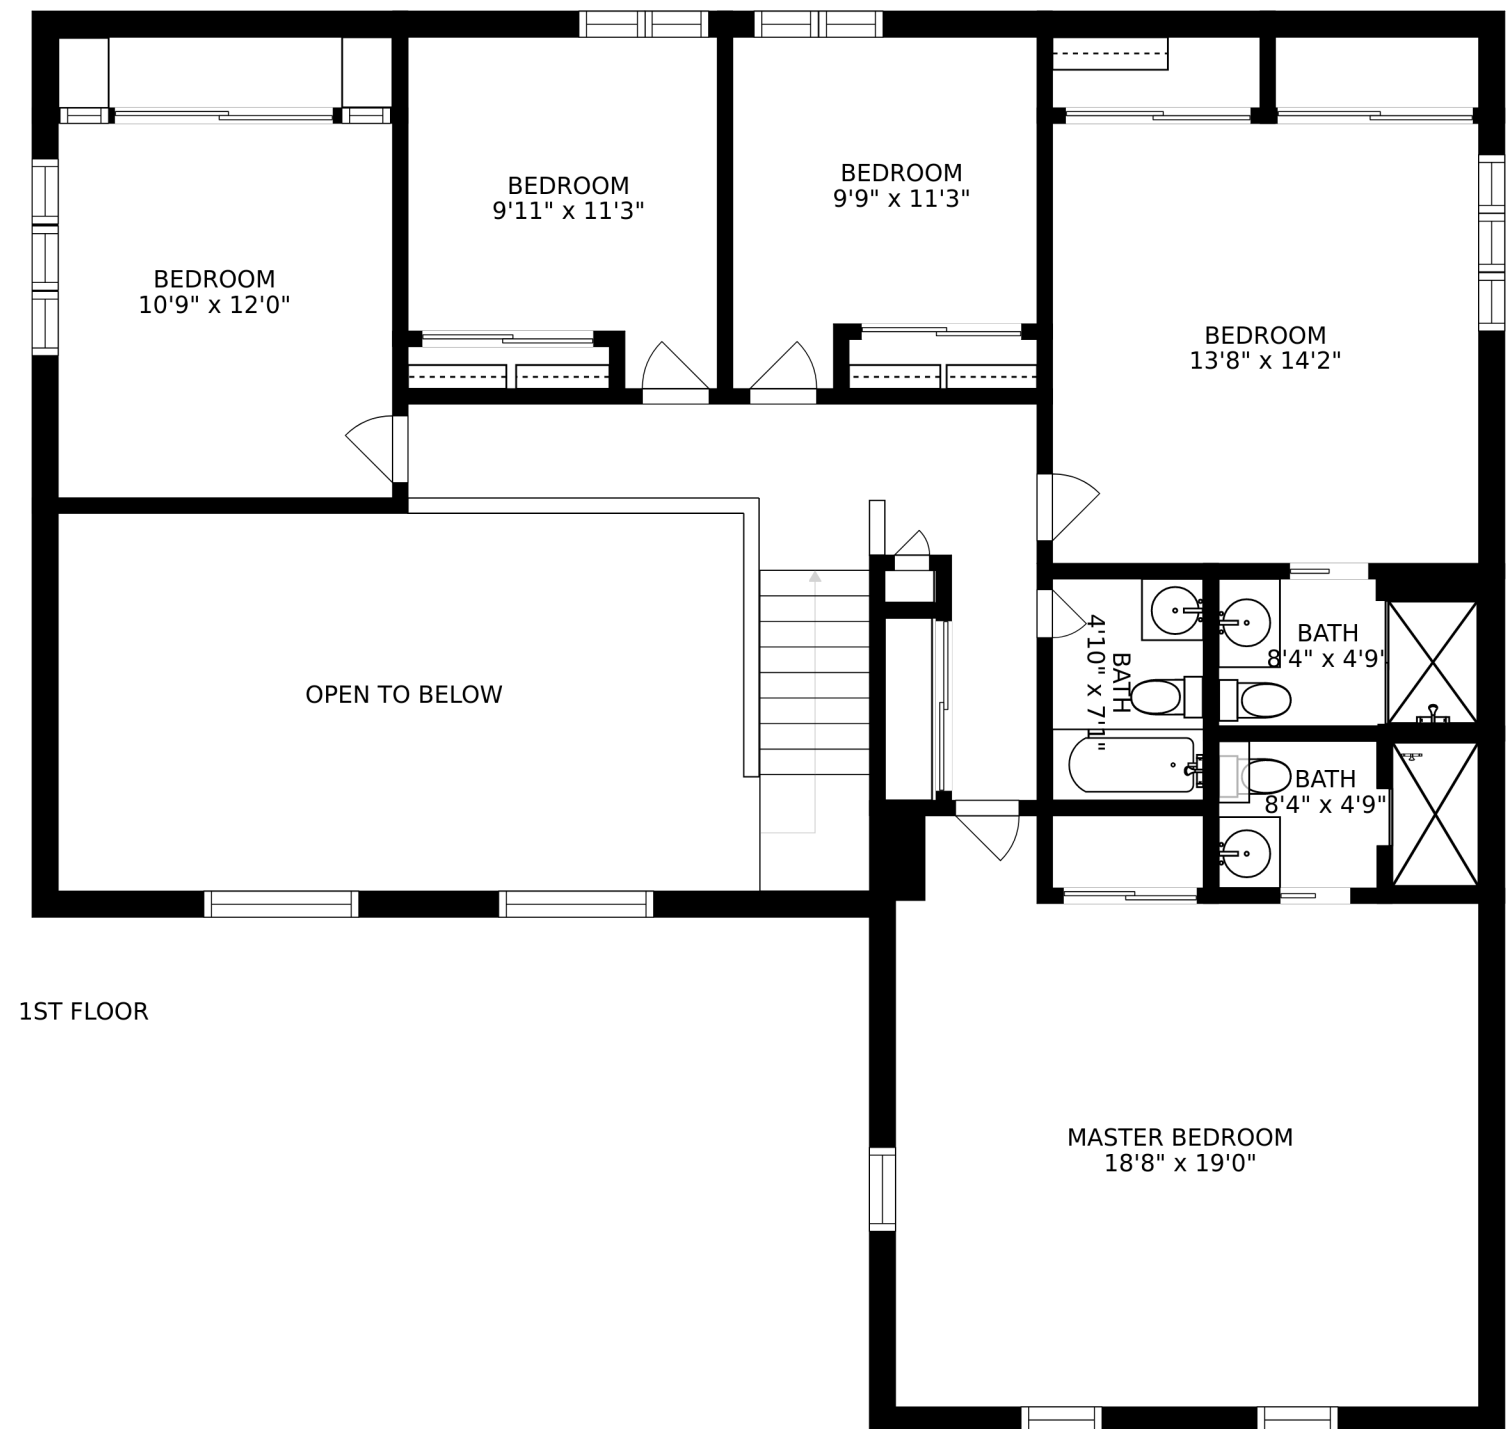 BEDROOM
9'11" x 11'3"
BEDROOM
9'9" x 11'3"
BEDROOM
10'9" x 12'0"
BEDROOM
13'8" x 14'2"
BATH
4'10" x 7'1"
BATH
8'4" x 4'9"
OPEN TO BELOW
BATH
8'4" x 4'9"
1ST FLOOR
MASTER BEDROOM
18'8" x 19'0"